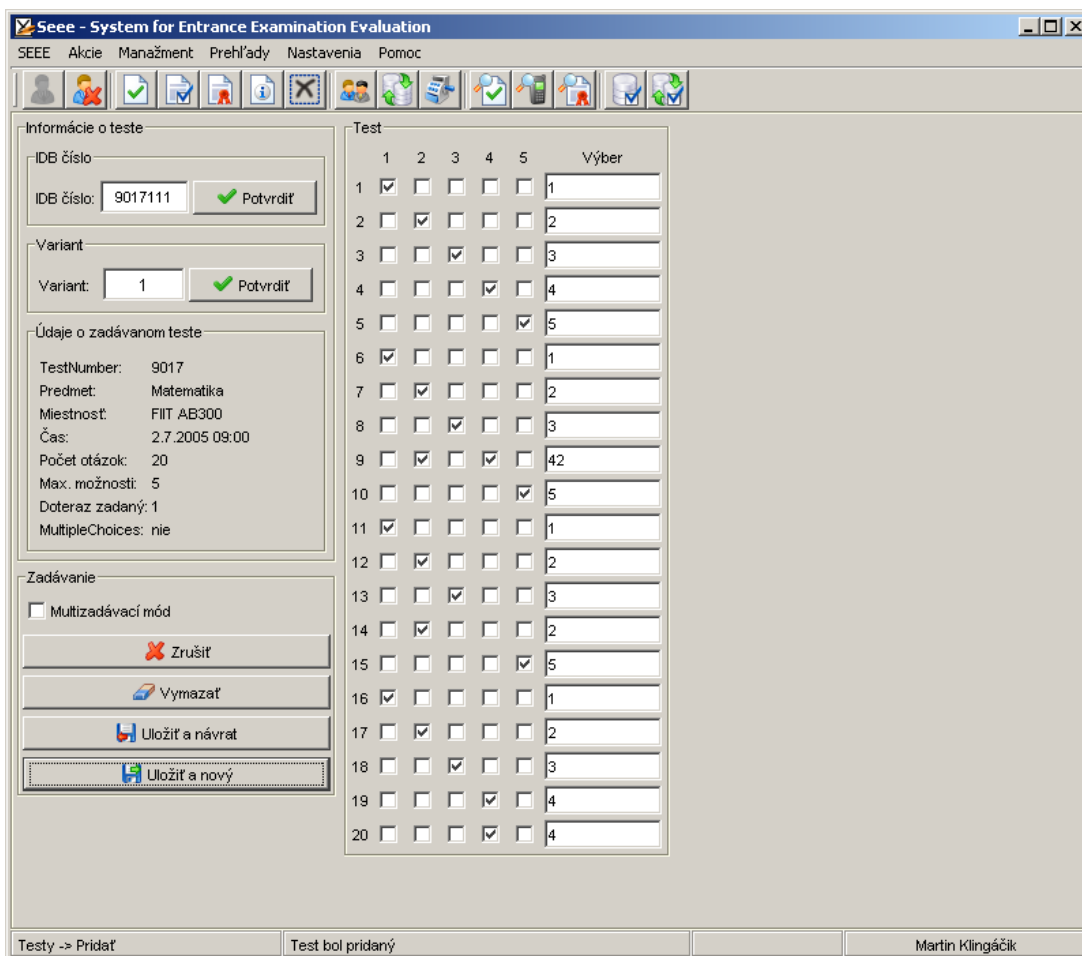 Seee - System for Entrance Examination Evaluation
SEEE Akcie Manažment Prehľady Nastavenia Pomoc
Informácie o teste
IDB číslo
IDB číslo: 9017111 Potvrdiť
Variant
Variant: 1 Potvrdiť
Údaje o zadávanom teste
TestNumber: 9017
Predmet: Matematika
Miestnosť: FIIT AB300
Čas: 2.7.2005 09:00
Počet otázok: 20
Max. možností: 5
Doteraz zadaný: 1
MultipleChoices: nie
Zadávanie
Multizadávací mód
Zrušiť
Vymazať
Uložiť a návrat
Uložiť a nový
Test
1 2 3 4 5 Výber
1 1
2 2
3 3
4 4
5 5
6 1
7 2
8 3
9 42
10 5
11 1
12 2
13 3
14 2
15 5
16 1
17 2
18 3
19 4
20 4
Testy -> Pridať Test bol pridaný Martin Klingáčik